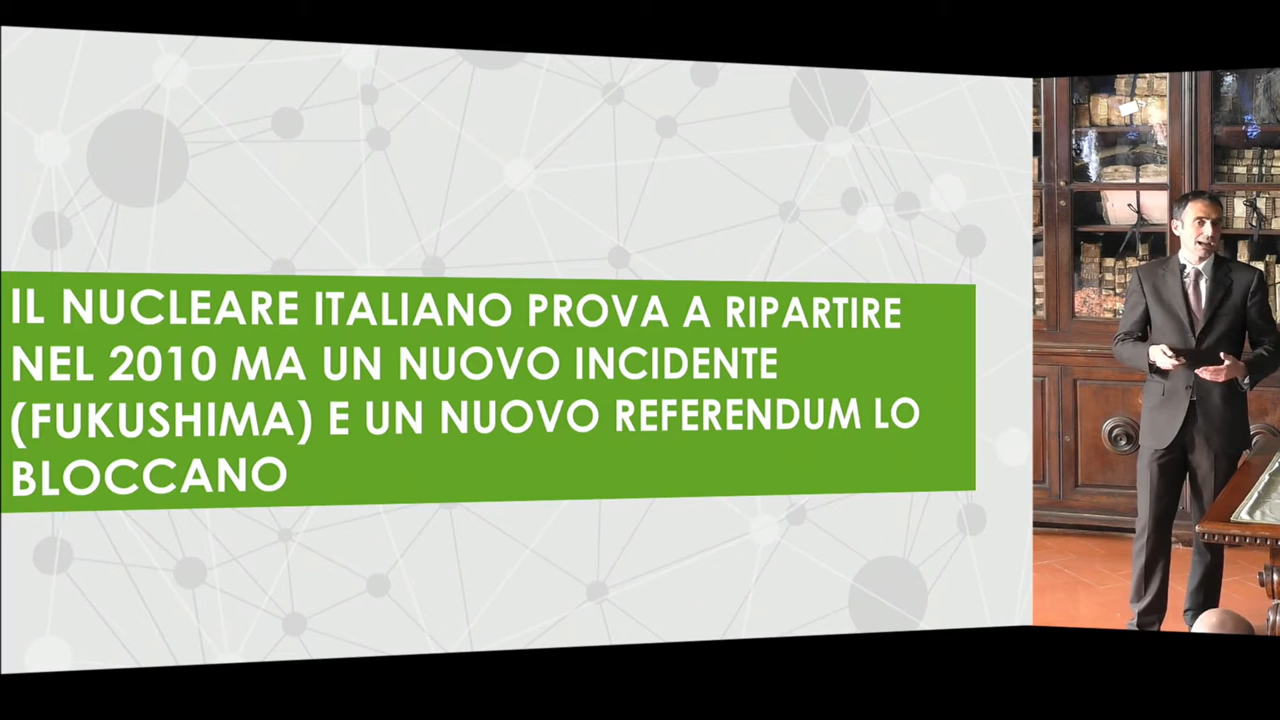 IL NUCLEARE ITALIANO PROVA A RIPARTIRE
NEL 2010 MA UN NUOVO INCIDENTE
(FUKUSHIMA) E UN NUOVO REFERENDUM LO
BLOCCANO